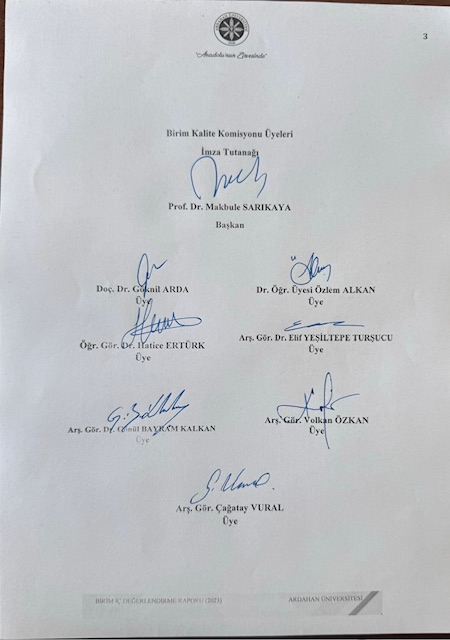 3
"Anadolu'nun Zirvesinde"
Birim Kalite Komisyonu Üyeleri
İmza Tutanağı
Prof. Dr. Makbule SARIKAYA
Başkan
Doç. Dr. Göknil ARDA
Üye
Dr. Öğr. Üyesi Özlem ALKAN
Üye
Öğr. Gör. Dr. Hatice ERTÜRK
Üye
Arş. Gör. Dr. Elif YEŞİLTEPE TURŞUCU
Üye
Arş. Gör. Dr. Gönül BAYRAM KALKAN
Üye
Arş. Gör. Volkan ÖZKAN
Üye
Arş. Gör. Çağatay VURAL
Üye
BİRİM İÇ DEĞERLENDİRME RAPORU (2023)
ARDAHAN ÜNİVERSİTESİ